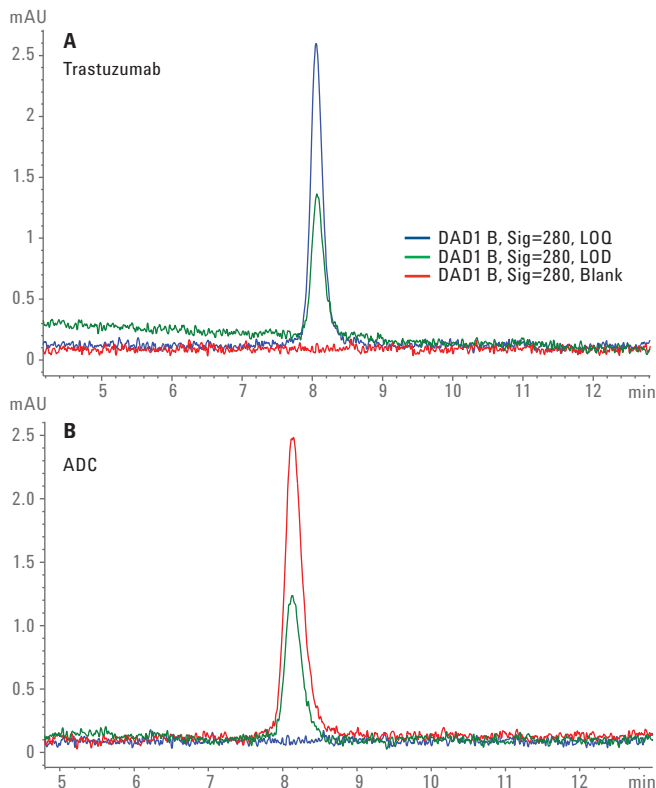 mAU
A
Trastuzumab
2.5
2
1.5
1
0.5
0
DAD1 B, Sig=280, LOQ
DAD1 B, Sig=280, LOD
DAD1 B, Sig=280, Blank
5 6 7 8 9 10 11 12 min
mAU
B
ADC
2.5
2.0
1.5
1.0
0.5
0
5 6 7 8 9 10 11 12 min